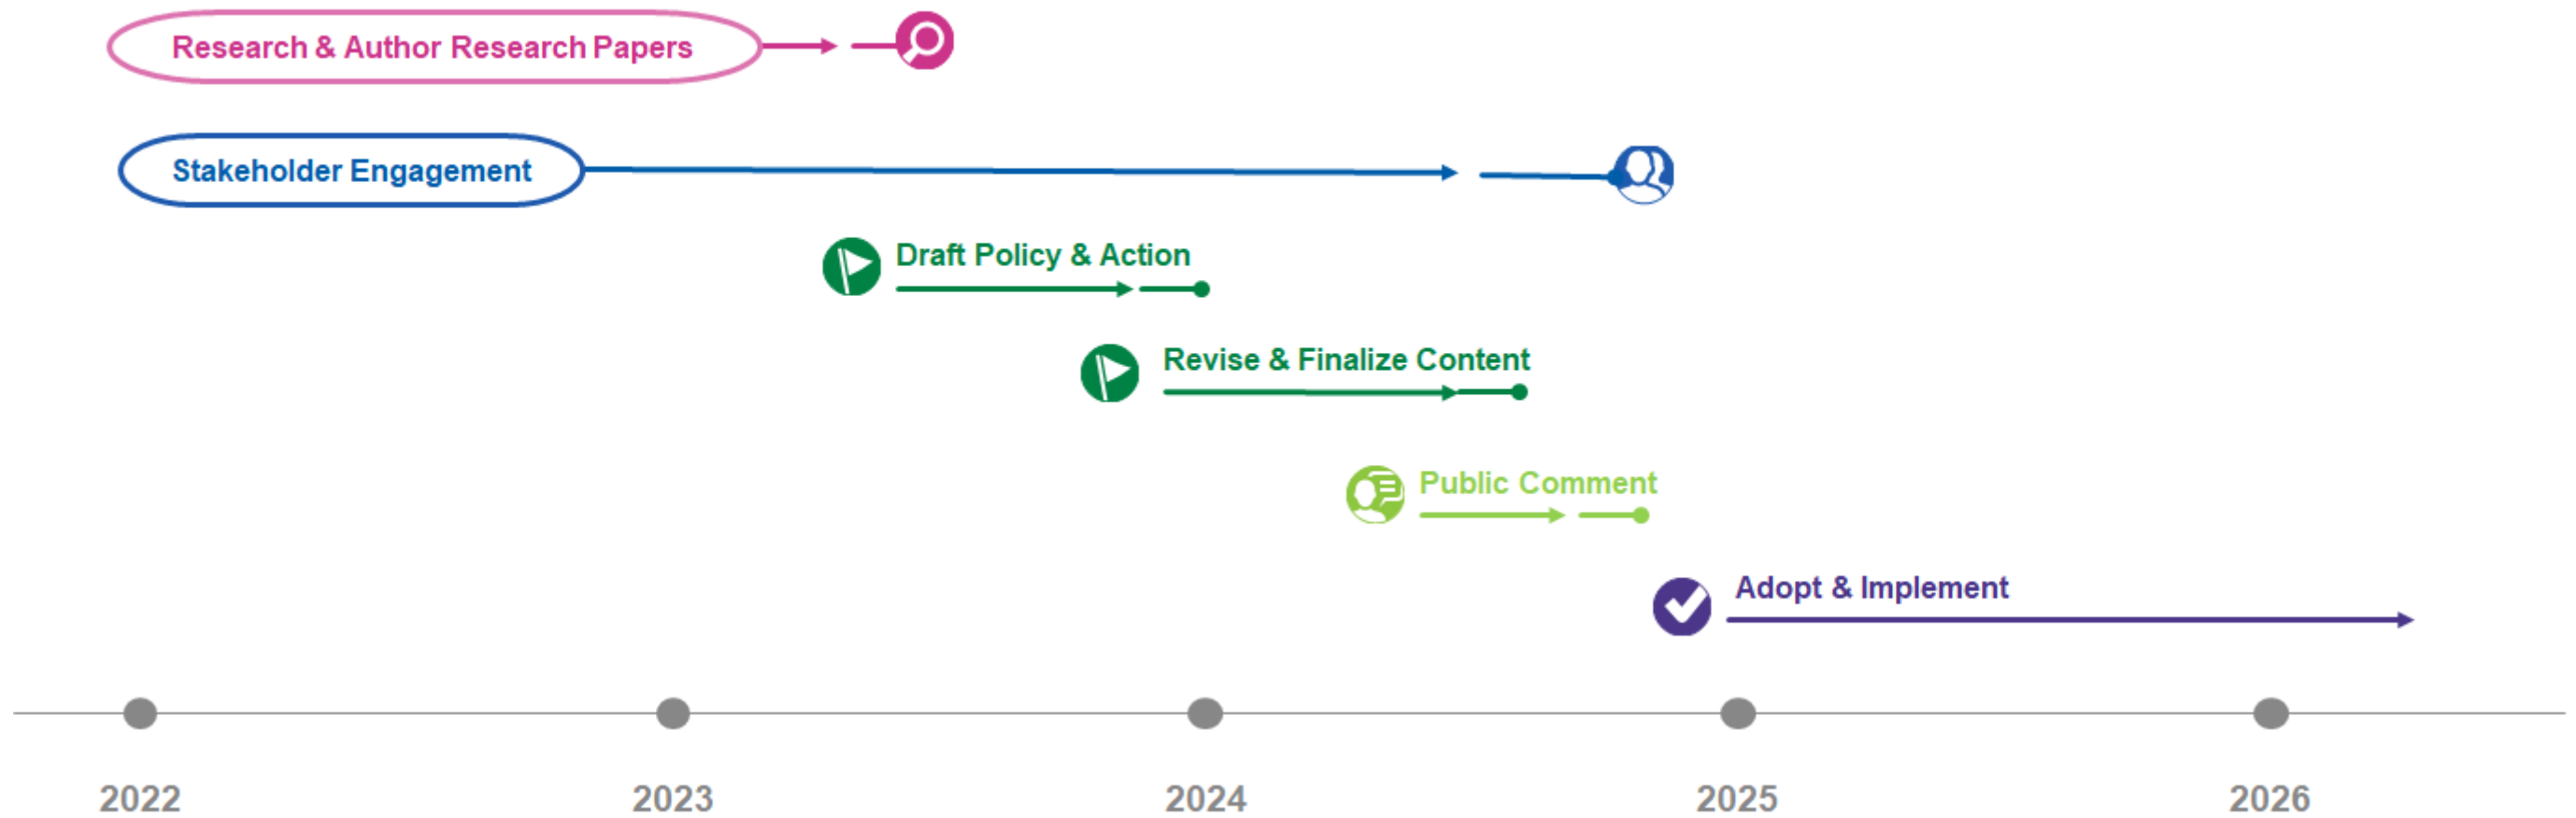 Research & Author Research Papers
Stakeholder Engagement
Draft Policy & Action
Revise & Finalize Content
Public Comment
Adopt & Implement
2022 2023 2024 2025 2026